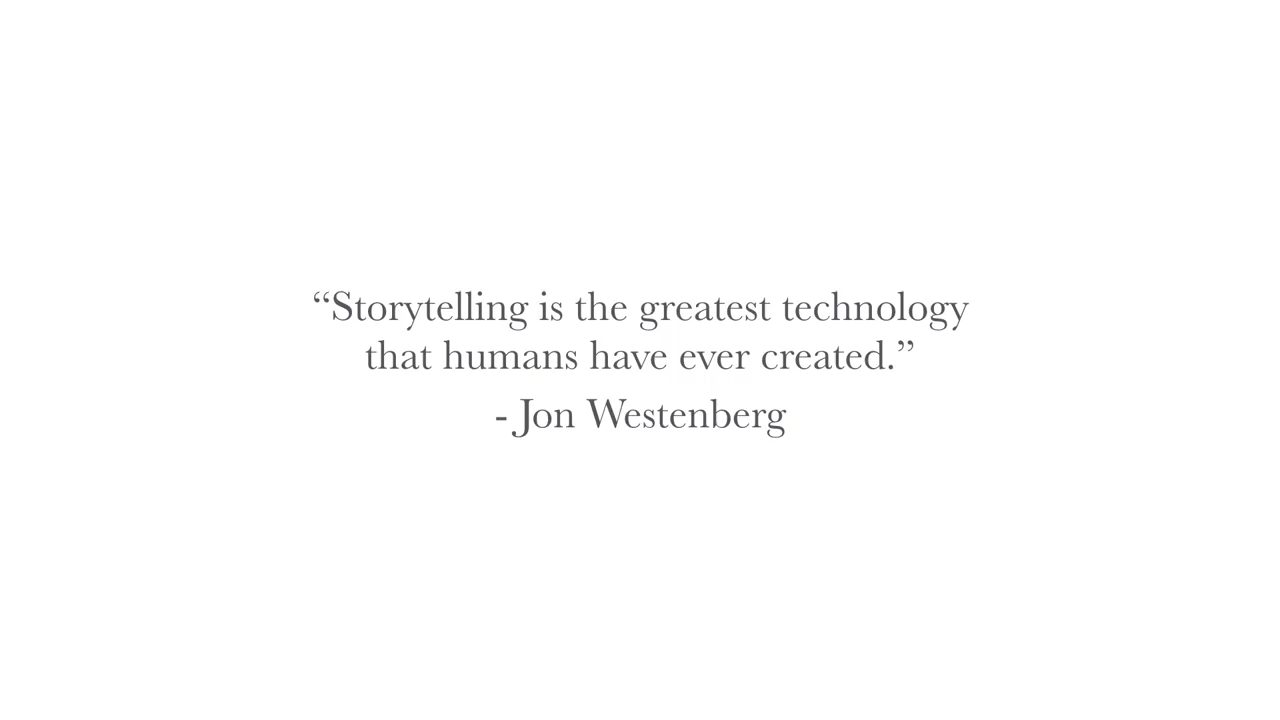 “Storytelling is the greatest technology
that humans have ever created.”
- Jon Westenberg